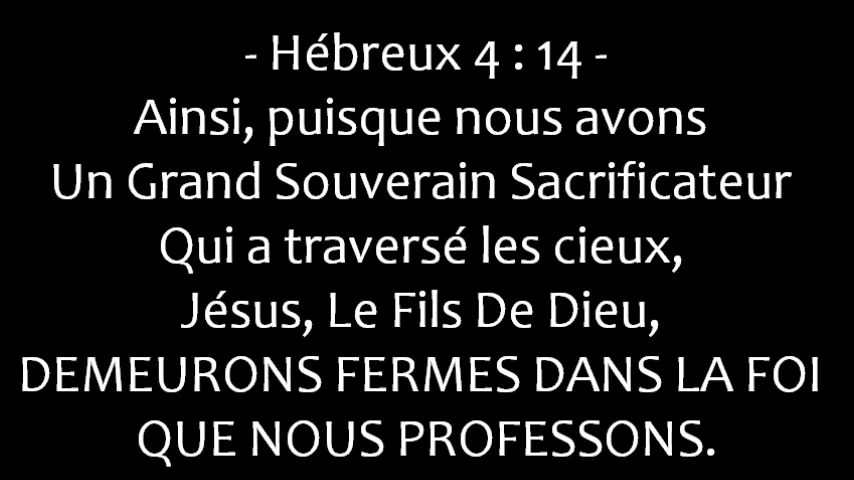 - Hébreux 4 : 14 -
Ainsi, puisque nous avons
Un Grand Souverain Sacrificateur
Qui a traversé les cieux,
Jésus, Le Fils De Dieu,
DEMEURONS FERMES DANS LA FOI
QUE NOUS PROFESSONS.